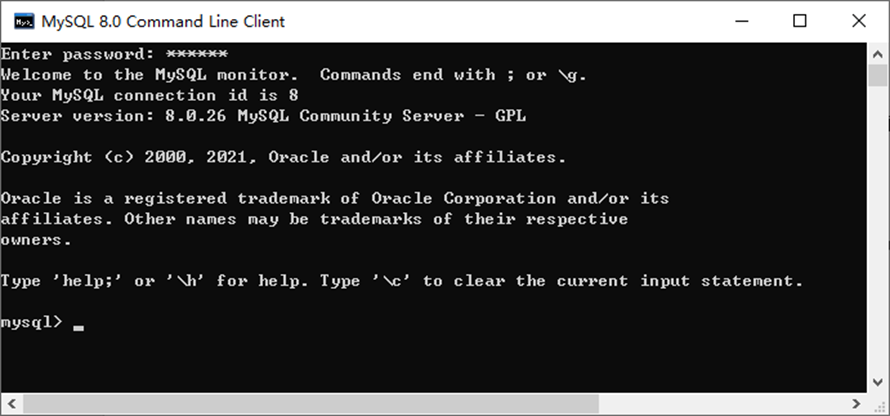 MySQL 8.0 Command Line Client
Enter password: ******
Welcome to the MySQL monitor.  Commands end with ; or \g.
Your MySQL connection id is 8
Server version: 8.0.26 MySQL Community Server - GPL
Copyright (c) 2000, 2021, Oracle and/or its affiliates.
Oracle is a registered trademark of Oracle Corporation and/or its
affiliates. Other names may be trademarks of their respective
owners.
Type 'help;' or '\h' for help. Type '\c' to clear the current input statement.
mysql> _